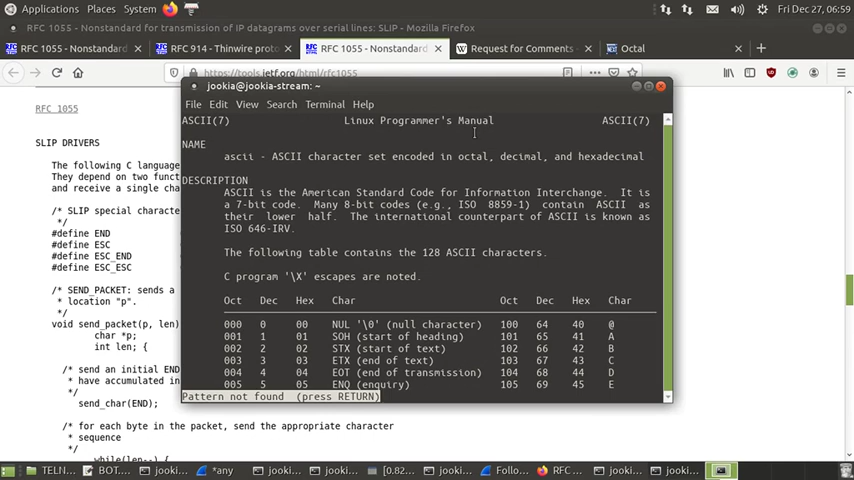 Applications Places System Fri Dec 27, 06:59
RFC 1055 - Nonstandard for transmission of IP datagrams over serial lines: SLIP - Mozilla Firefox
RFC 1055 - Nonstandard RFC 914 - Thinwire proto RFC 1055 - Nonstandard Request for Comments - Octal
https://tools.ietf.org/html/rfc1055
RFC 1055
SLIP DRIVERS
The following C language
They depend on two funct
and receive a single cha
/* SLIP special character
*/
#define END
#define ESC
#define ESC_END
#define ESC_ESC
/* SEND_PACKET: sends a
* location "p".
*/
void send_packet(p, len)
char *p;
int len; {
/* send an initial END
* have accumulated in
*/
send_char(END);
/* for each byte in the packet, send the appropriate character
* sequence
*/
while(len--) {
jookia@jookia-stream: ~
File Edit View Search Terminal Help
ASCII(7) Linux Programmer's Manual ASCII(7)
NAME
ascii - ASCII character set encoded in octal, decimal, and hexadecimal
DESCRIPTION
ASCII is the American Standard Code for Information Interchange. It is
a 7-bit code. Many 8-bit codes (e.g., ISO 8859-1) contain ASCII as
their lower half. The international counterpart of ASCII is known as
ISO 646-IRV.
The following table contains the 128 ASCII characters.
C program '\X' escapes are noted.
Oct Dec Hex Char Oct Dec Hex Char
000 0 00 NUL '\0' (null character) 100 64 40 @
001 1 01 SOH (start of heading) 101 65 41 A
002 2 02 STX (start of text) 102 66 42 B
003 3 03 ETX (end of text) 103 67 43 C
004 4 04 EOT (end of transmission) 104 68 44 D
005 5 05 ENQ (enquiry) 105 69 45 E
Pattern not found (press RETURN)
TELN... BOT.... jooki... *any jooki... jooki... [0.82... jooki... Follo... RFC ... jooki... jooki...